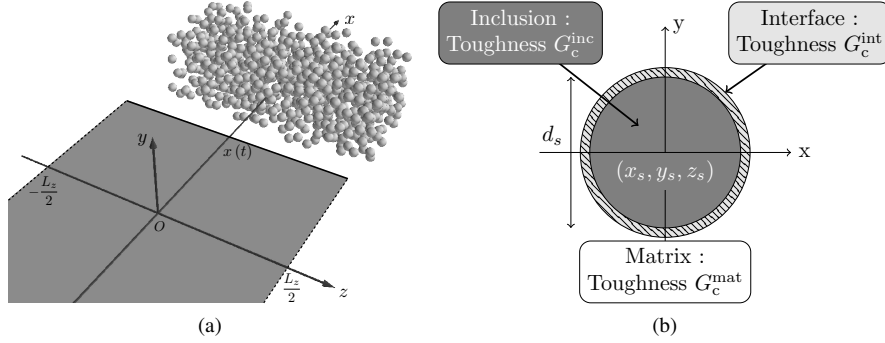 x
y
x (t)
−L_z/2
O
L_z/2
z
(a)
Inclusion :
Toughness G_c^inc
Interface :
Toughness G_c^int
y
d_s
x
(x_s, y_s, z_s)
Matrix :
Toughness G_c^mat
(b)